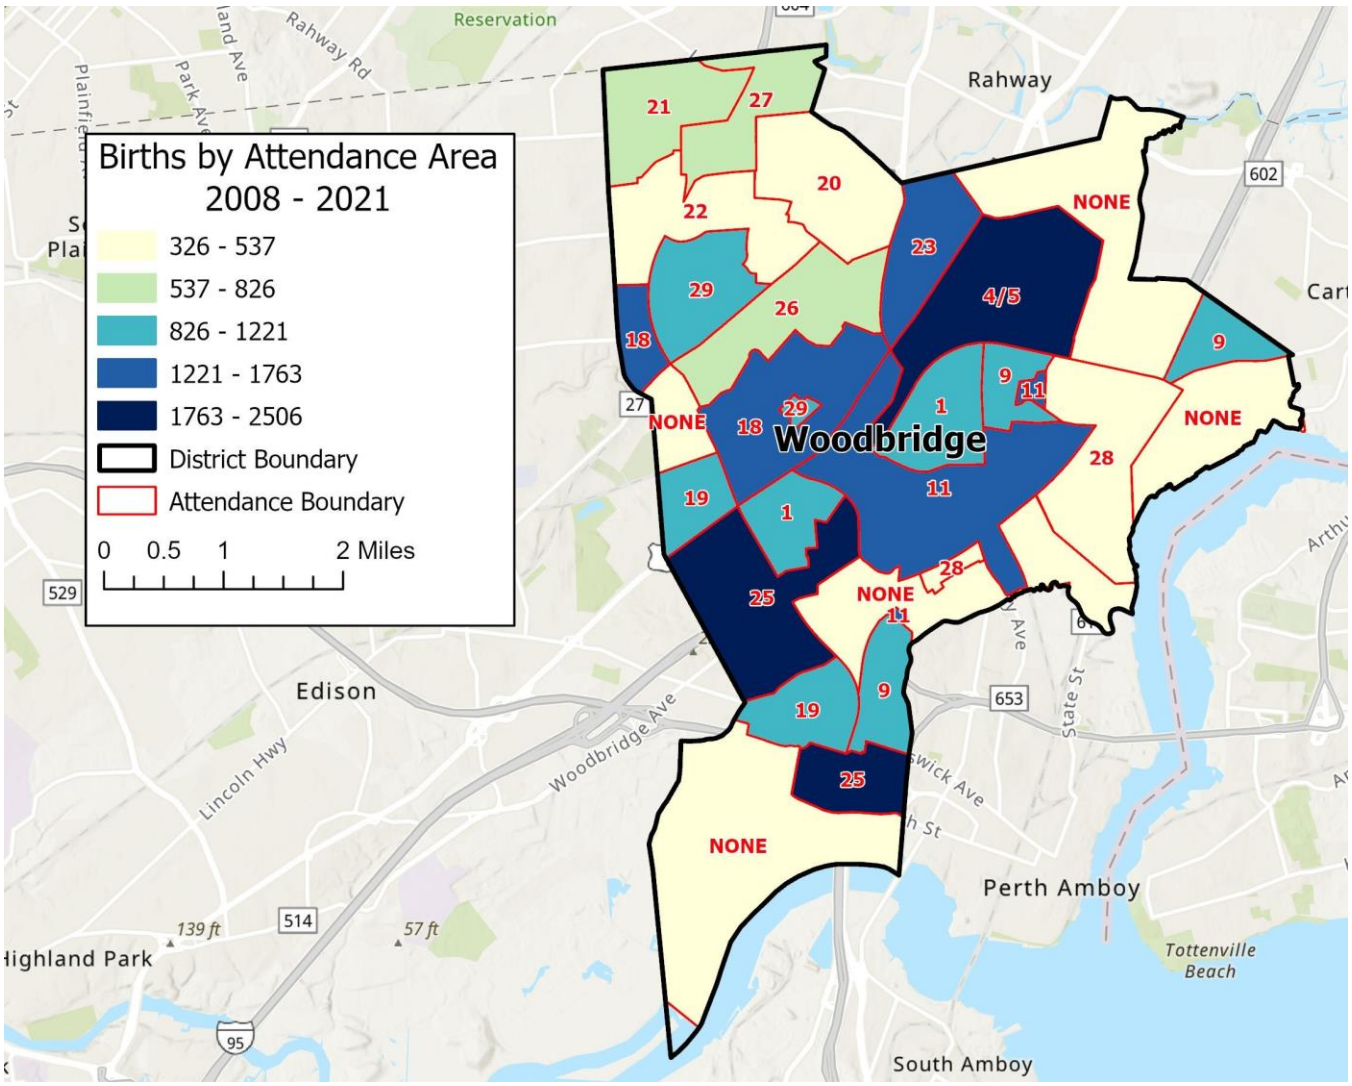 Reservation
604
Rahway Rd
Park Ave
Plainfield
Rahway
602
Births by Attendance Area
2008 - 2021
326 - 537
537 - 826
826 - 1221
1221 - 1763
1763 - 2506
District Boundary
Attendance Boundary
0 0.5 1 2 Miles
21
27
20
22
NONE
23
4/5
29
26
18
9
9
11
27
NONE
18
29
1
NONE
Woodbridge
28
19
11
1
25
28
NONE
11
529
Edison
19
9
653
State St
Woodbridge Ave
Lincoln Hwy
25
NONE
Perth Amboy
514
139 ft
57 ft
Highland Park
Tottenville
Beach
95
South Amboy